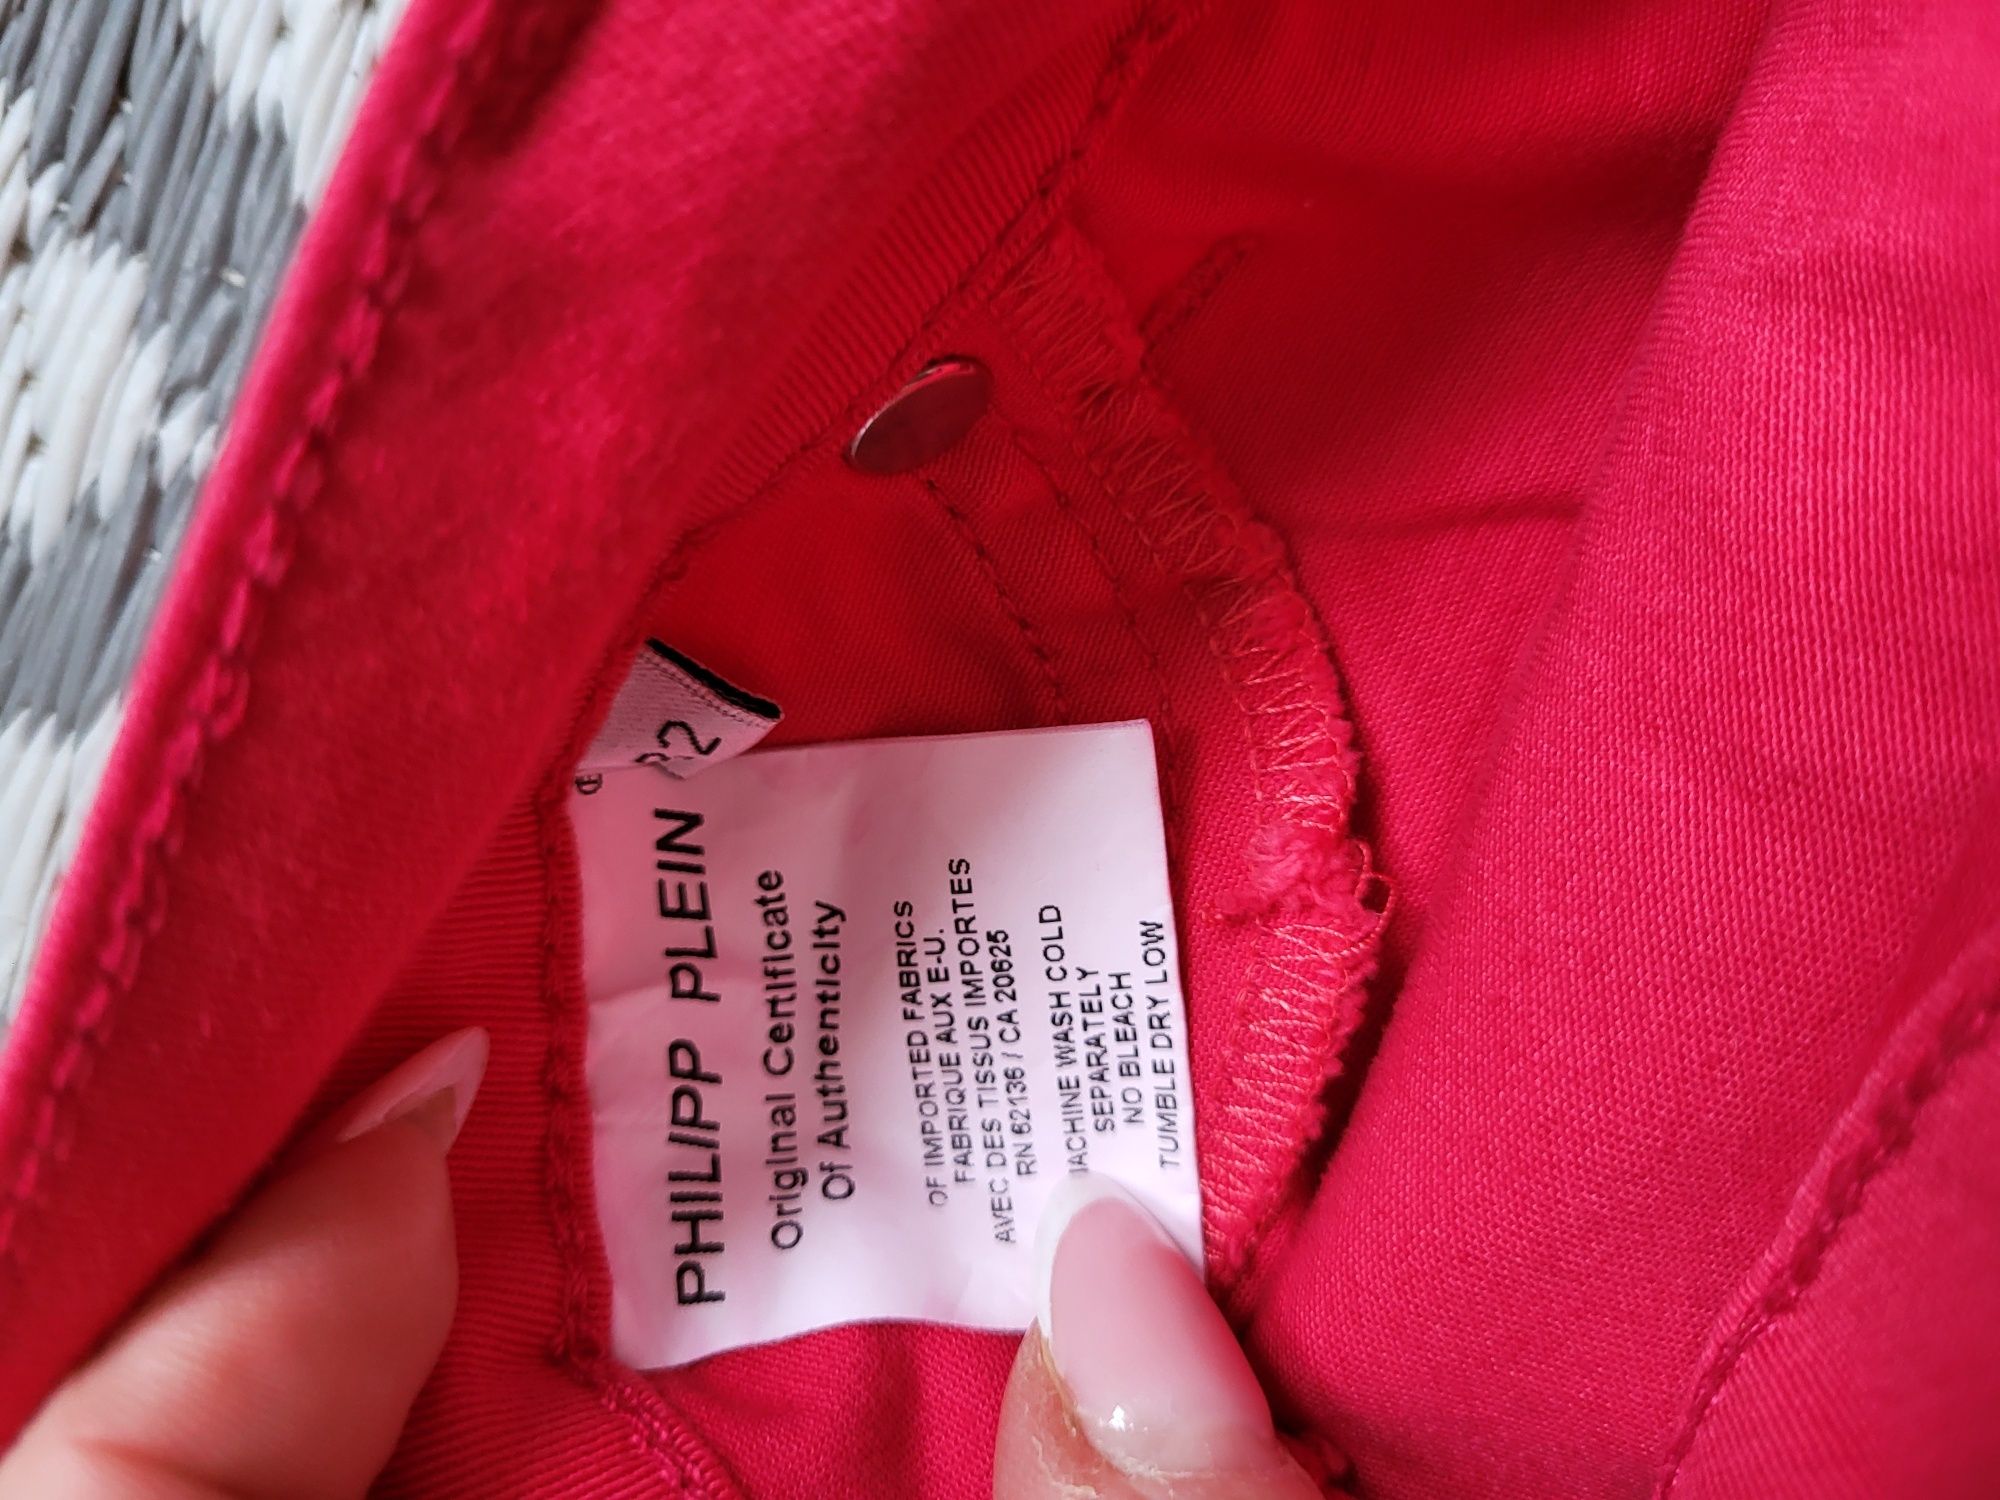 PHILIPP PLEIN
Original Certificate
Of Authenticity
OF IMPORTED FABRICS
FABRIQUE AUX E-U.
AVEC DES TISSUS IMPORTES
RN 62136 / CA 20625
MACHINE WASH COLD
SEPARATELY
NO BLEACH
TUMBLE DRY LOW
32